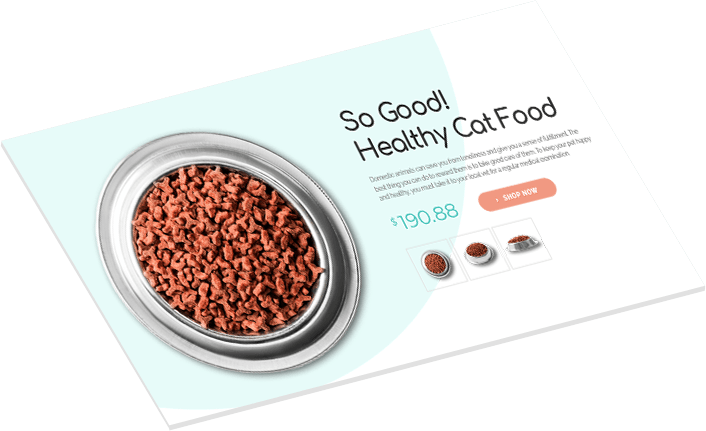 So Good!
Healthy Cat Food
Domestic animals can save you from loneliness and give you a sense of fulfillment. The
best thing you can do to reward them is to take good care of them. To keep your pet happy
and healthy, you must take it to your local vet for a regular medical examination.
$190.88
SHOP NOW